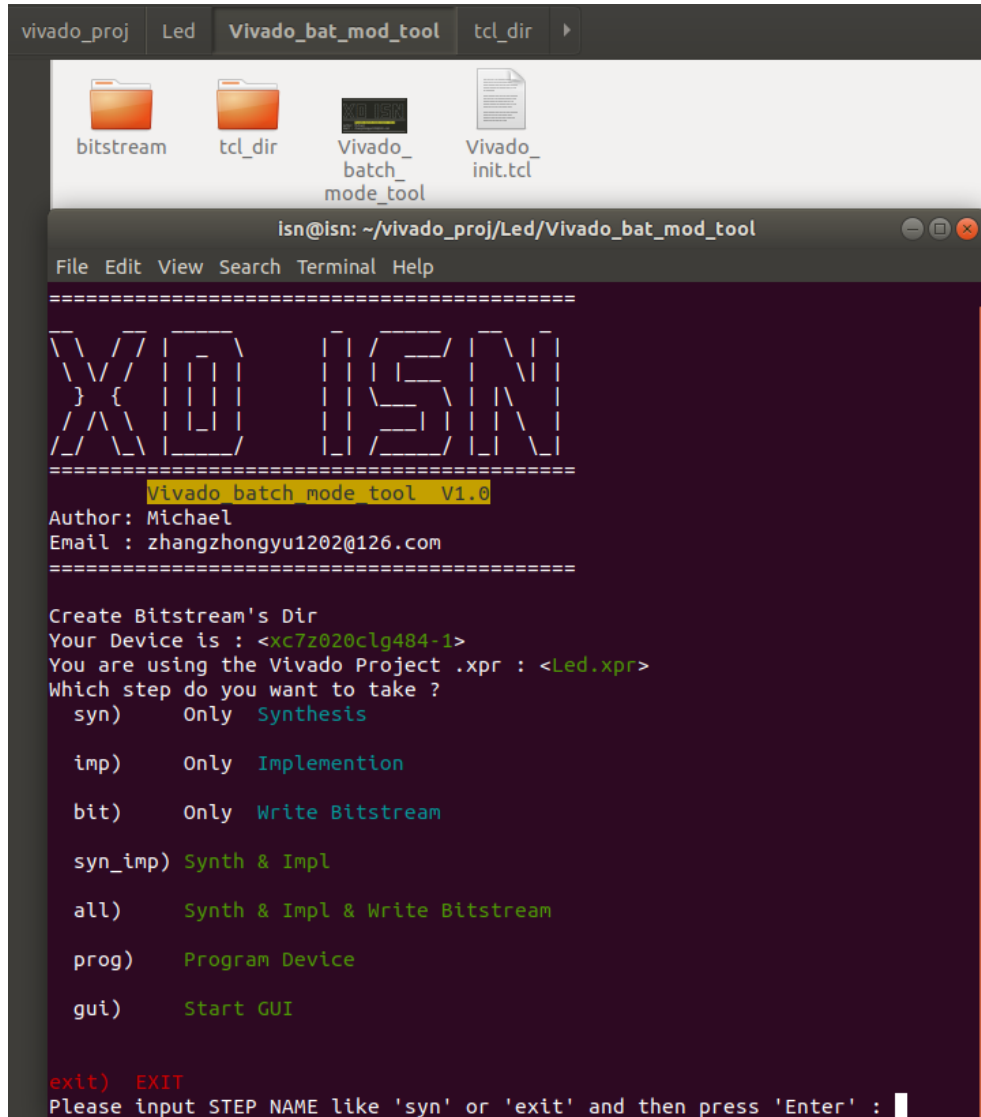 vivado_proj Led Vivado_bat_mod_tool tcl_dir
bitstream tcl_dir Vivado_ Vivado_
batch_ init.tcl
mode_tool
isn@isn: ~/vivado_proj/Led/Vivado_bat_mod_tool
File Edit View Search Terminal Help
===========================================
XD ISN
===========================================
Vivado_batch_mode_tool V1.0
Author: Michael
Email : zhangzhongyu1202@126.com
===========================================
Create Bitstream's Dir
Your Device is : <xc7z020clg484-1>
You are using the Vivado Project .xpr : <Led.xpr>
Which step do you want to take ?
syn) Only Synthesis
imp) Only Implemention
bit) Only Write Bitstream
syn_imp) Synth & Impl
all) Synth & Impl & Write Bitstream
prog) Program Device
gui) Start GUI
exit) EXIT
Please input STEP NAME like 'syn' or 'exit' and then press 'Enter' :